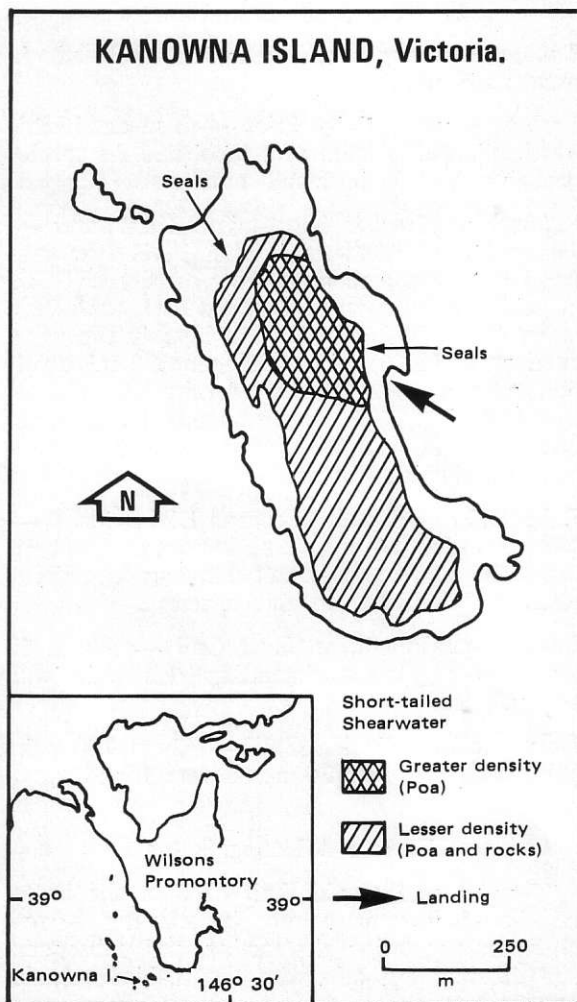 KANOWNA ISLAND, Victoria.
Seals
Seals
N
Short-tailed
Shearwater
Greater density
(Poa)
Lesser density
(Poa and rocks)
Landing
0 250
m
Wilsons
Promontory
39° 39°
Kanowna I.
146° 30′